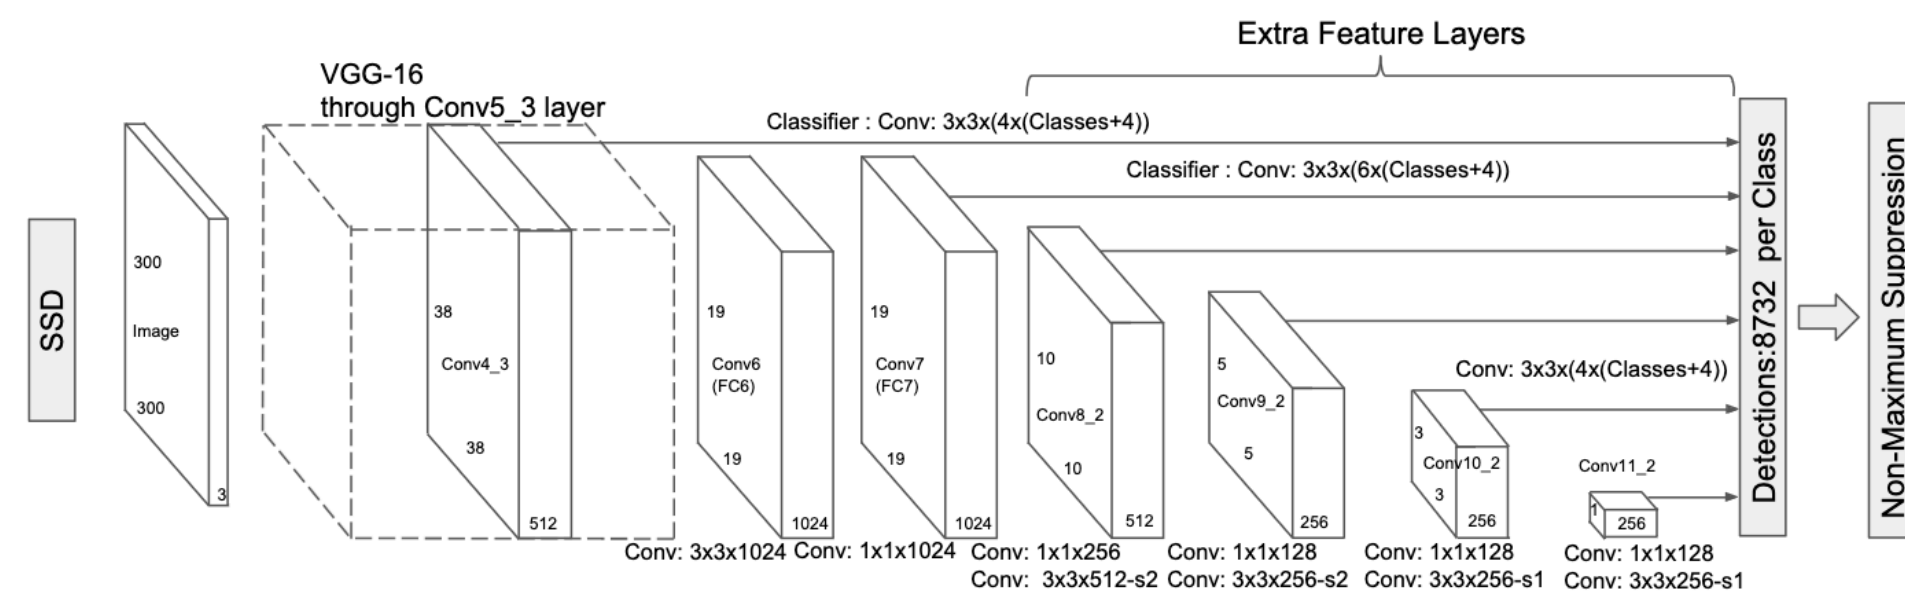 Extra Feature Layers
VGG-16
through Conv5_3 layer
Classifier : Conv: 3x3x(4x(Classes+4))
Classifier : Conv: 3x3x(6x(Classes+4))
SSD
300
Image
300
3
38
Conv4_3
38
512
19
Conv6
(FC6)
19
1024
19
Conv7
(FC7)
19
1024
10
Conv8_2
10
512
5
Conv9_2
5
256
Conv: 3x3x(4x(Classes+4))
3
Conv10_2
3
256
Conv11_2
1
256
Detections:8732 per Class
Non-Maximum Suppression
Conv: 3x3x1024
Conv: 1x1x1024
Conv: 1x1x256
Conv: 3x3x512-s2
Conv: 1x1x128
Conv: 3x3x256-s2
Conv: 1x1x128
Conv: 3x3x256-s1
Conv: 1x1x128
Conv: 3x3x256-s1